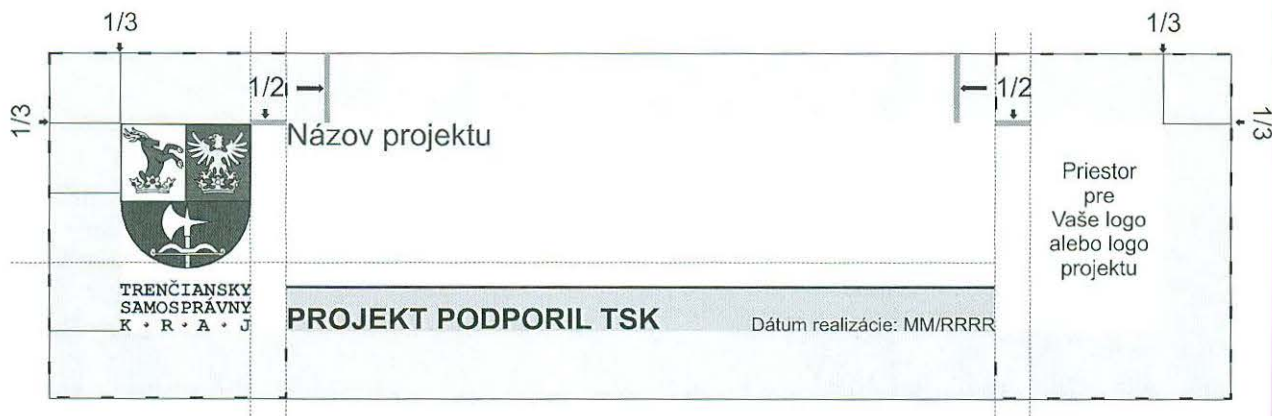 1/3
1/3
1/2
1/2
1/3
1/3
Názov projektu
Priestor
pre
Vaše logo
alebo logo
projektu
TRENČIANSKY
SAMOSPRÁVNY
K • R • A • J
PROJEKT PODPORIL TSK
Dátum realizácie: MM/RRRR